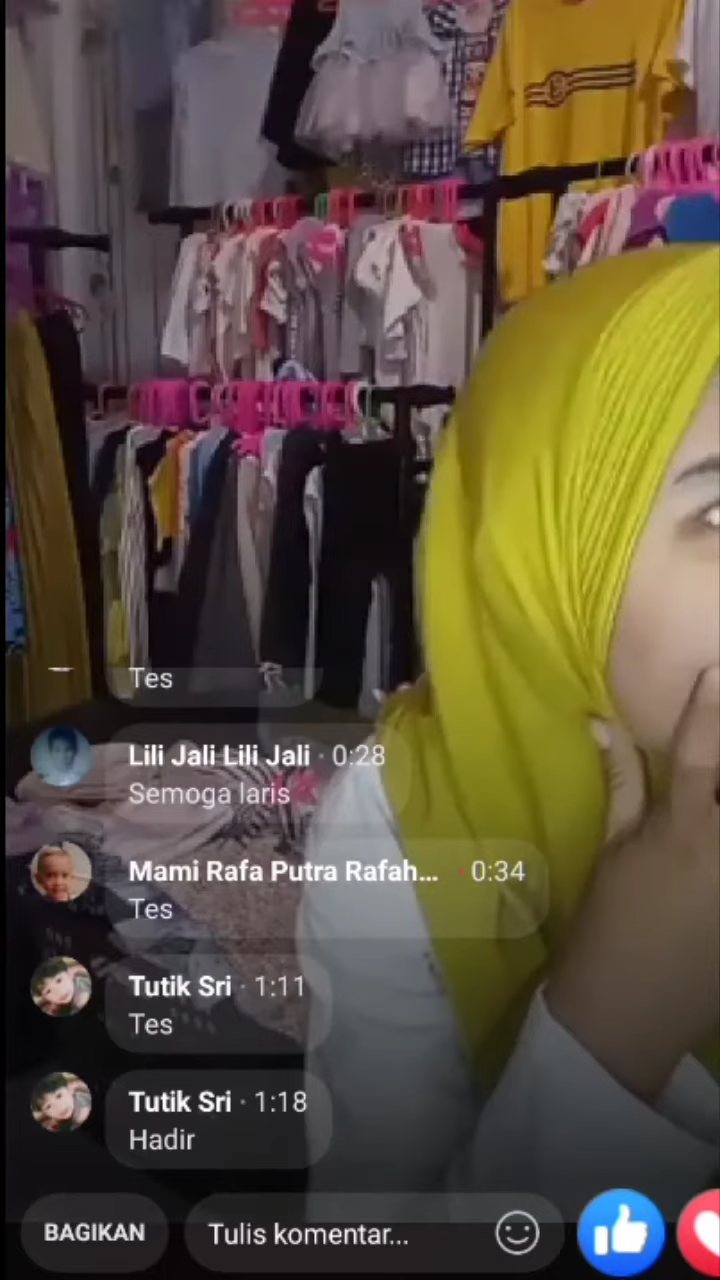 Tes
Lili Jali Lili Jali · 0:28
Semoga laris
Mami Rafa Putra Rafah... · 0:34
Tes
Tutik Sri · 1:11
Tes
Tutik Sri · 1:18
Hadir
BAGIKAN
Tulis komentar...